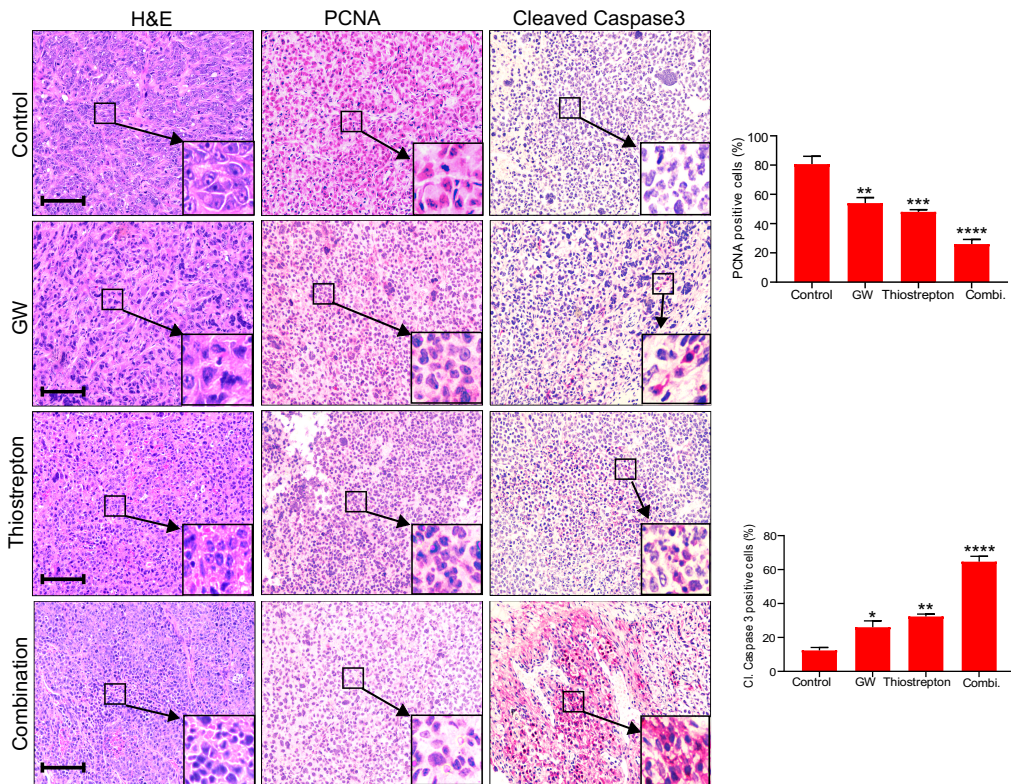 H&E PCNA Cleaved Caspase3
Control
GW
Thiostrepton
Combination
PCNA positive cells (%)
100
80
60
40
20
0
**
***
****
Control GW Thiostrepton Combi.
Cl. Caspase 3 positive cells (%)
80
60
40
20
0
*
**
****
Control GW Thiostrepton Combi.